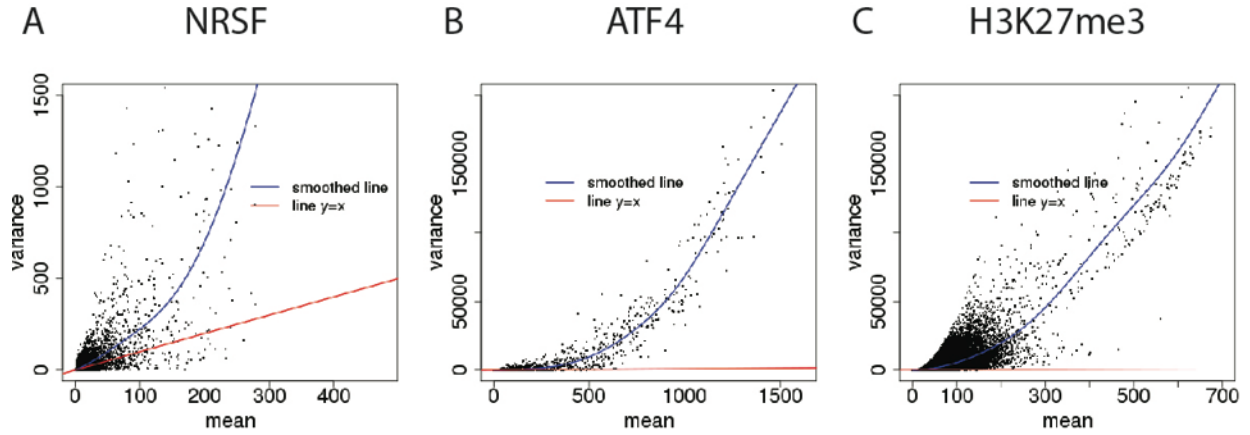 A NRSF
variance
0 500 1000 1500
smoothed line
line y=x
0 100 200 300 400
mean
B ATF4
variance
0 50000 150000
smoothed line
line y=x
0 500 1000 1500
mean
C H3K27me3
variance
0 50000 150000
smoothed line
line y=x
0 100 300 500 700
mean